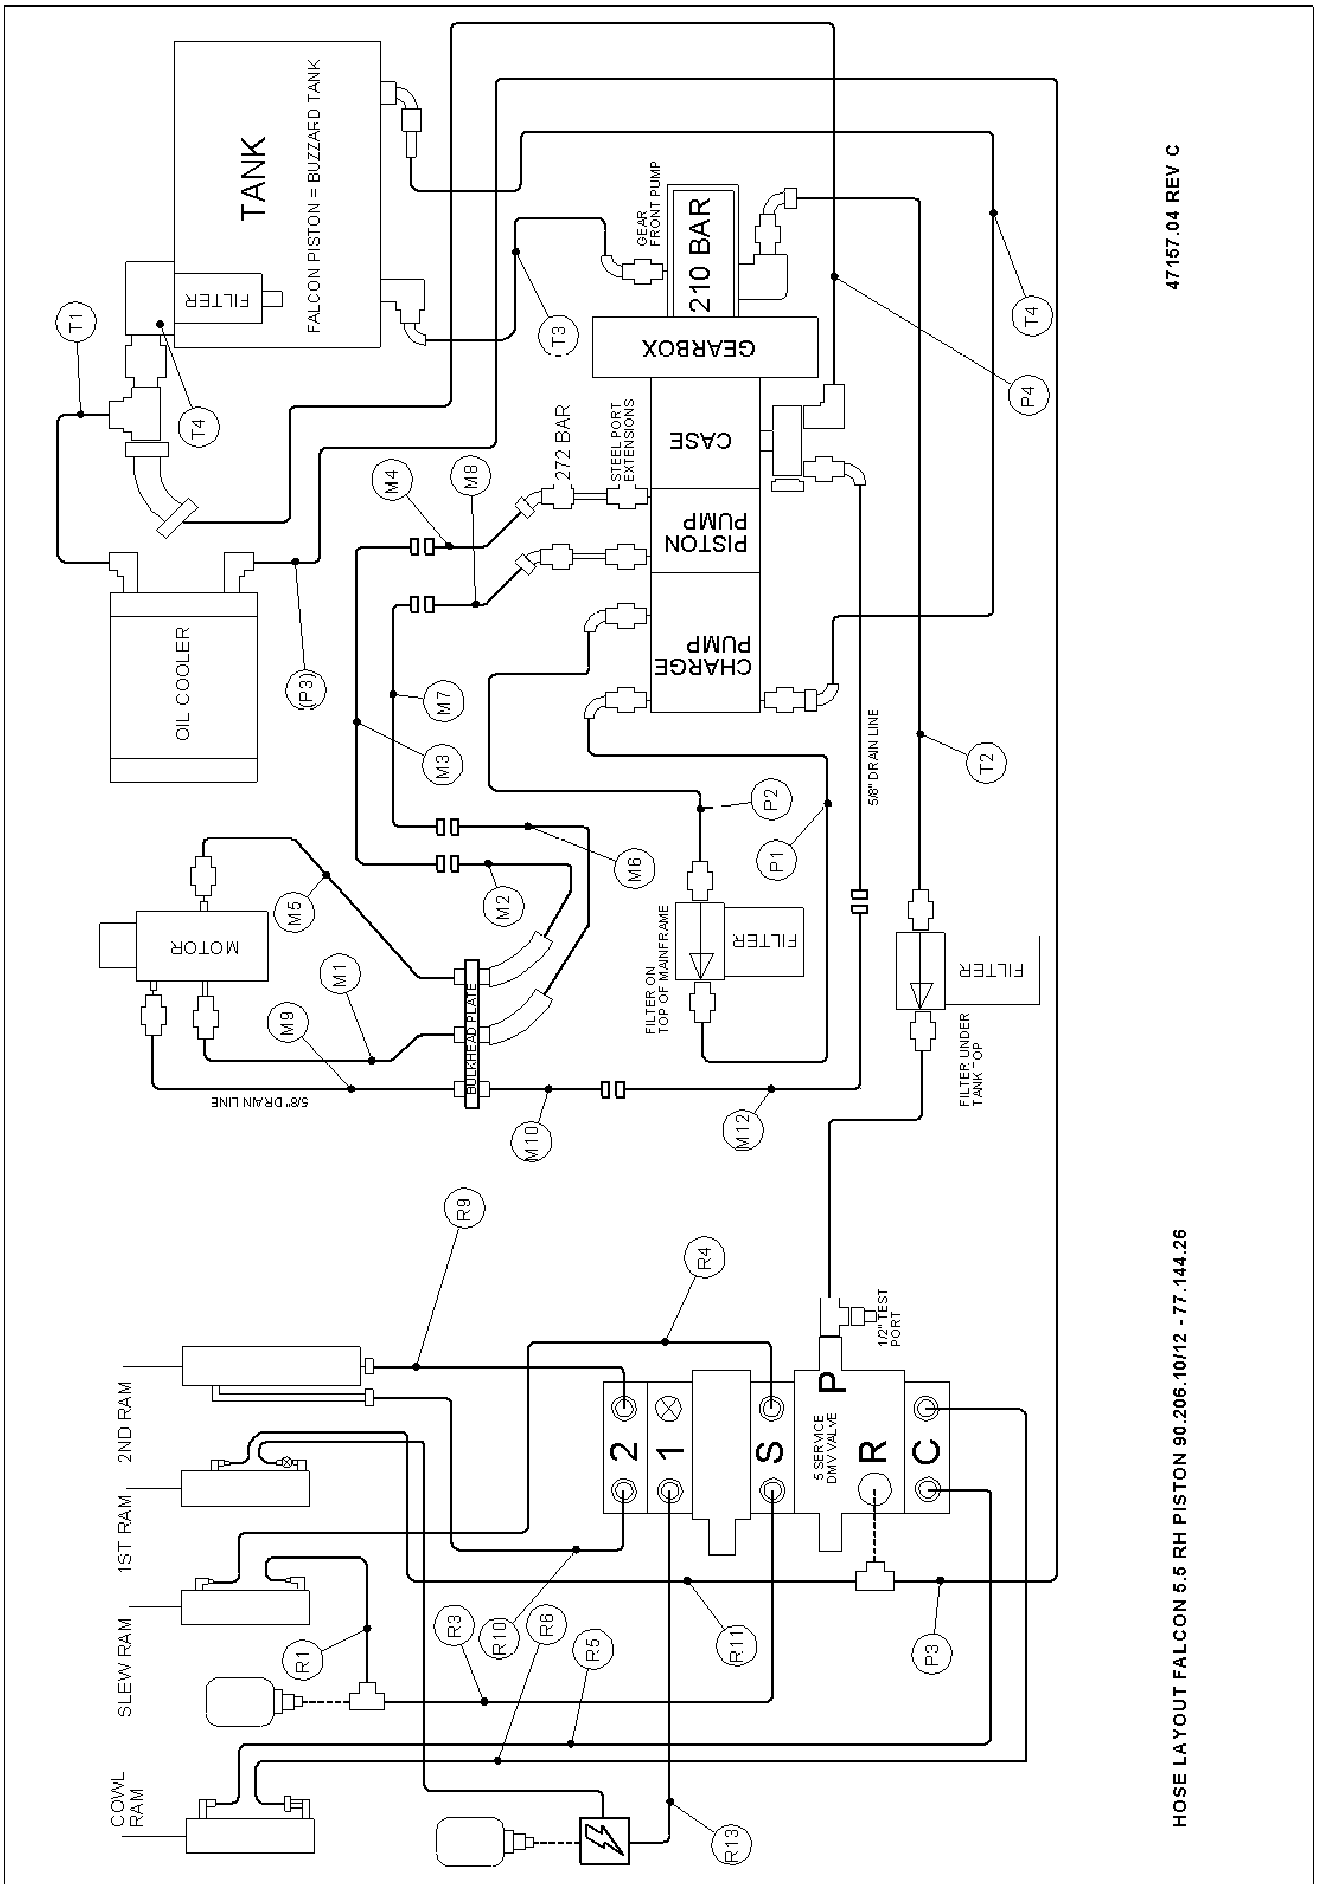 TANK
FALCON PISTON = BUZZARD TANK
FILTER
T1
T4
T3
GEAR
FRONT PUMP
210 BAR
GEARBOX
T4
P4
47157.04 REV C
OIL COOLER
(P3)
M4
M8
272 BAR
STEEL PORT
EXTENSIONS
CASE
PISTON
PUMP
CHARGE
PUMP
M7
M3
P2
P1
5/8" DRAIN LINE
T2
MOTOR
M5
M2
M6
M1
M9
BULKHEAD PLATE
FILTER ON
TOP OF MAINFRAME
FILTER
FILTER
FILTER UNDER
TANK TOP
5/8" DRAIN LINE
M10
M12
R9
R4
1/2" TEST
PORT
2ND RAM
1ST RAM
SLEW RAM
COWL
RAM
2
1
S
P
5 SERVICE
DMV VALVE
R
C
R1
R3
R10
R6
R5
R11
P3
R13
HOSE LAYOUT FALCON 5.5 RH PISTON 90.206.10/12 - 77.144.26